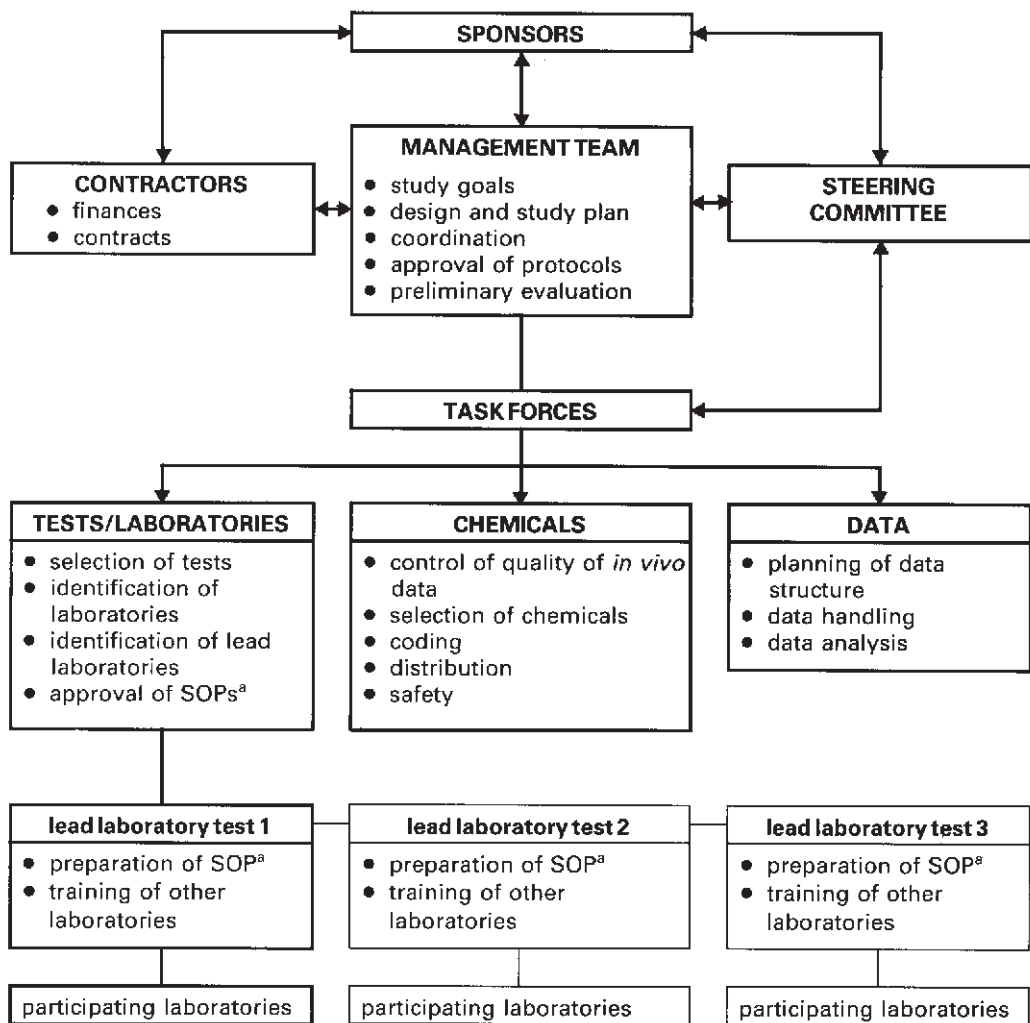 SPONSORS
MANAGEMENT TEAM
• study goals
• design and study plan
• coordination
• approval of protocols
• preliminary evaluation
CONTRACTORS
• finances
• contracts
STEERING
COMMITTEE
TASK FORCES
TESTS/LABORATORIES
• selection of tests
• identification of
laboratories
• identification of lead
laboratories
• approval of SOPsᵃ
CHEMICALS
• control of quality of in vivo
data
• selection of chemicals
• coding
• distribution
• safety
DATA
• planning of data
structure
• data handling
• data analysis
lead laboratory test 1
• preparation of SOPᵃ
• training of other
laboratories
lead laboratory test 2
• preparation of SOPᵃ
• training of other
laboratories
lead laboratory test 3
• preparation of SOPᵃ
• training of other
laboratories
participating laboratories
participating laboratories
participating laboratories